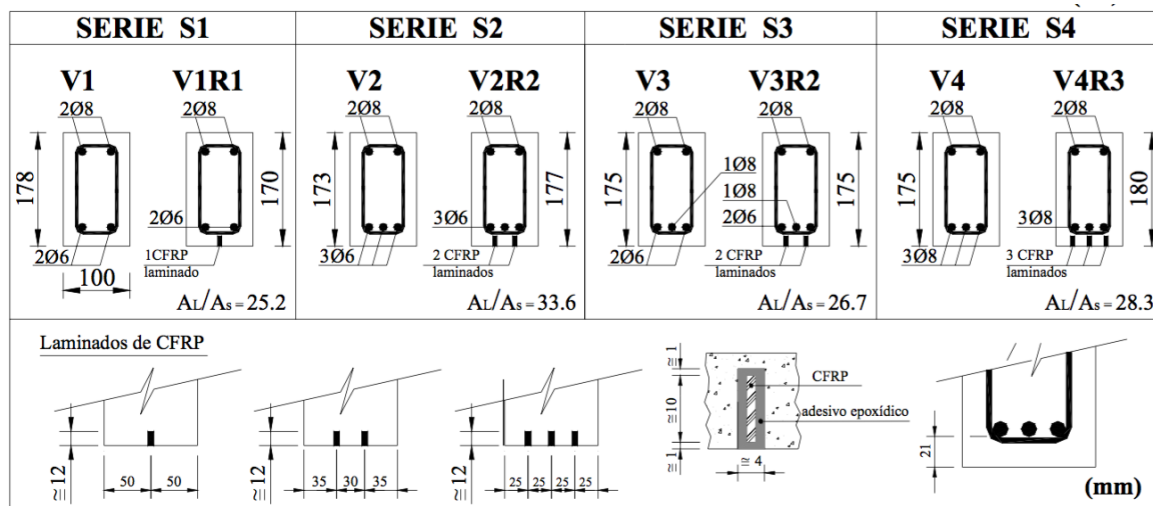 SERIE S1
SERIE S2
SERIE S3
SERIE S4
V1
V1R1
2Ø8
2Ø8
178
170
2Ø6
2Ø6
1CFRP
laminado
100
AL/As = 25.2
V2
V2R2
2Ø8
2Ø8
173
177
3Ø6
3Ø6
2 CFRP
laminados
AL/As = 33.6
V3
V3R2
2Ø8
2Ø8
175
1Ø8
1Ø8
2Ø6
175
2Ø6
2 CFRP
laminados
AL/As = 26.7
V4
V4R3
2Ø8
2Ø8
175
180
3Ø8
3Ø8
3 CFRP
laminados
AL/As = 28.3
Laminados de CFRP
≅12
50 50
≅12
35 30 35
≅12
25 25 25 25
≅1
≅10
≅1
CFRP
adesivo epoxídico
≅ 4
21
(mm)